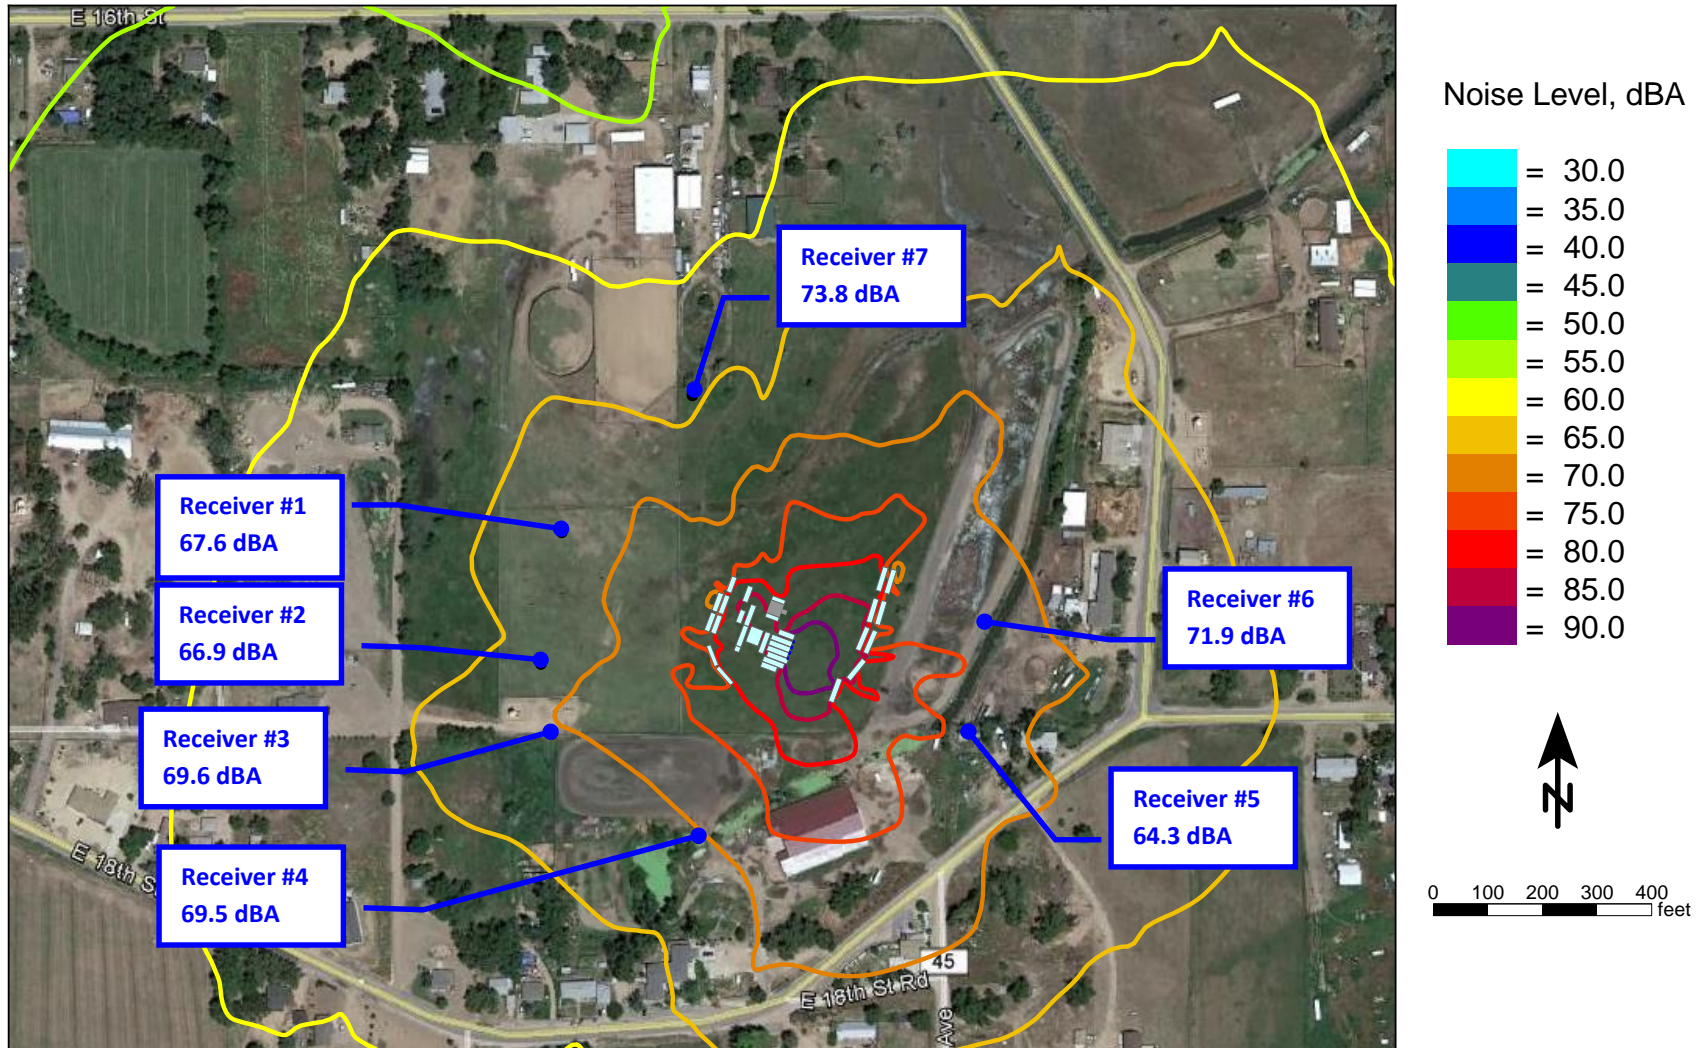 E 16th St
Noise Level, dBA
= 30.0
= 35.0
= 40.0
= 45.0
= 50.0
= 55.0
= 60.0
= 65.0
= 70.0
= 75.0
= 80.0
= 85.0
= 90.0
Receiver #7
73.8 dBA
Receiver #1
67.6 dBA
Receiver #2
66.9 dBA
Receiver #6
71.9 dBA
Receiver #3
69.6 dBA
Receiver #5
64.3 dBA
Receiver #4
69.5 dBA
E 18th S
45
E 18th St Rd
Ave
N
0 100 200 300 400
feet